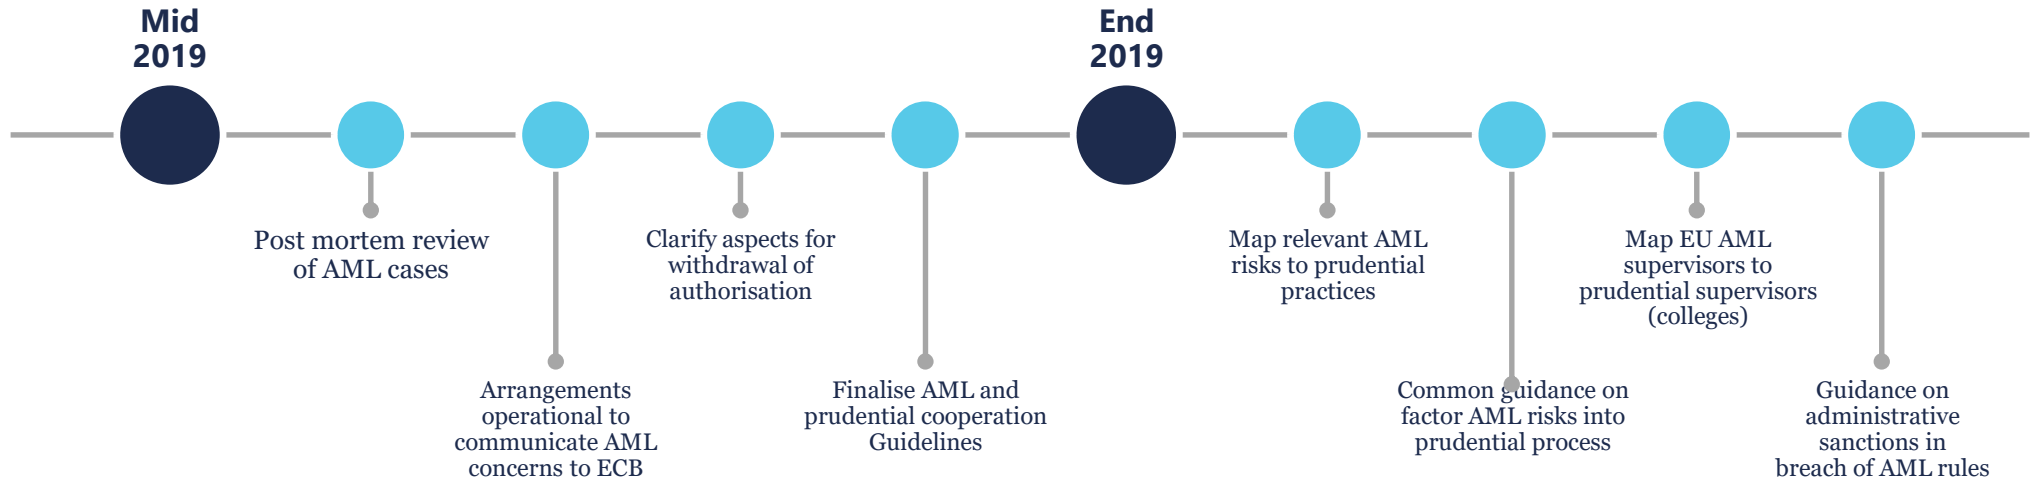 Mid
2019
End
2019
Post mortem review
of AML cases
Arrangements
operational to
communicate AML
concerns to ECB
Clarify aspects for
withdrawal of
authorisation
Finalise AML and
prudential cooperation
Guidelines
Map relevant AML
risks to prudential
practices
Common guidance on
factor AML risks into
prudential process
Map EU AML
supervisors to
prudential supervisors
(colleges)
Guidance on
administrative
sanctions in
breach of AML rules